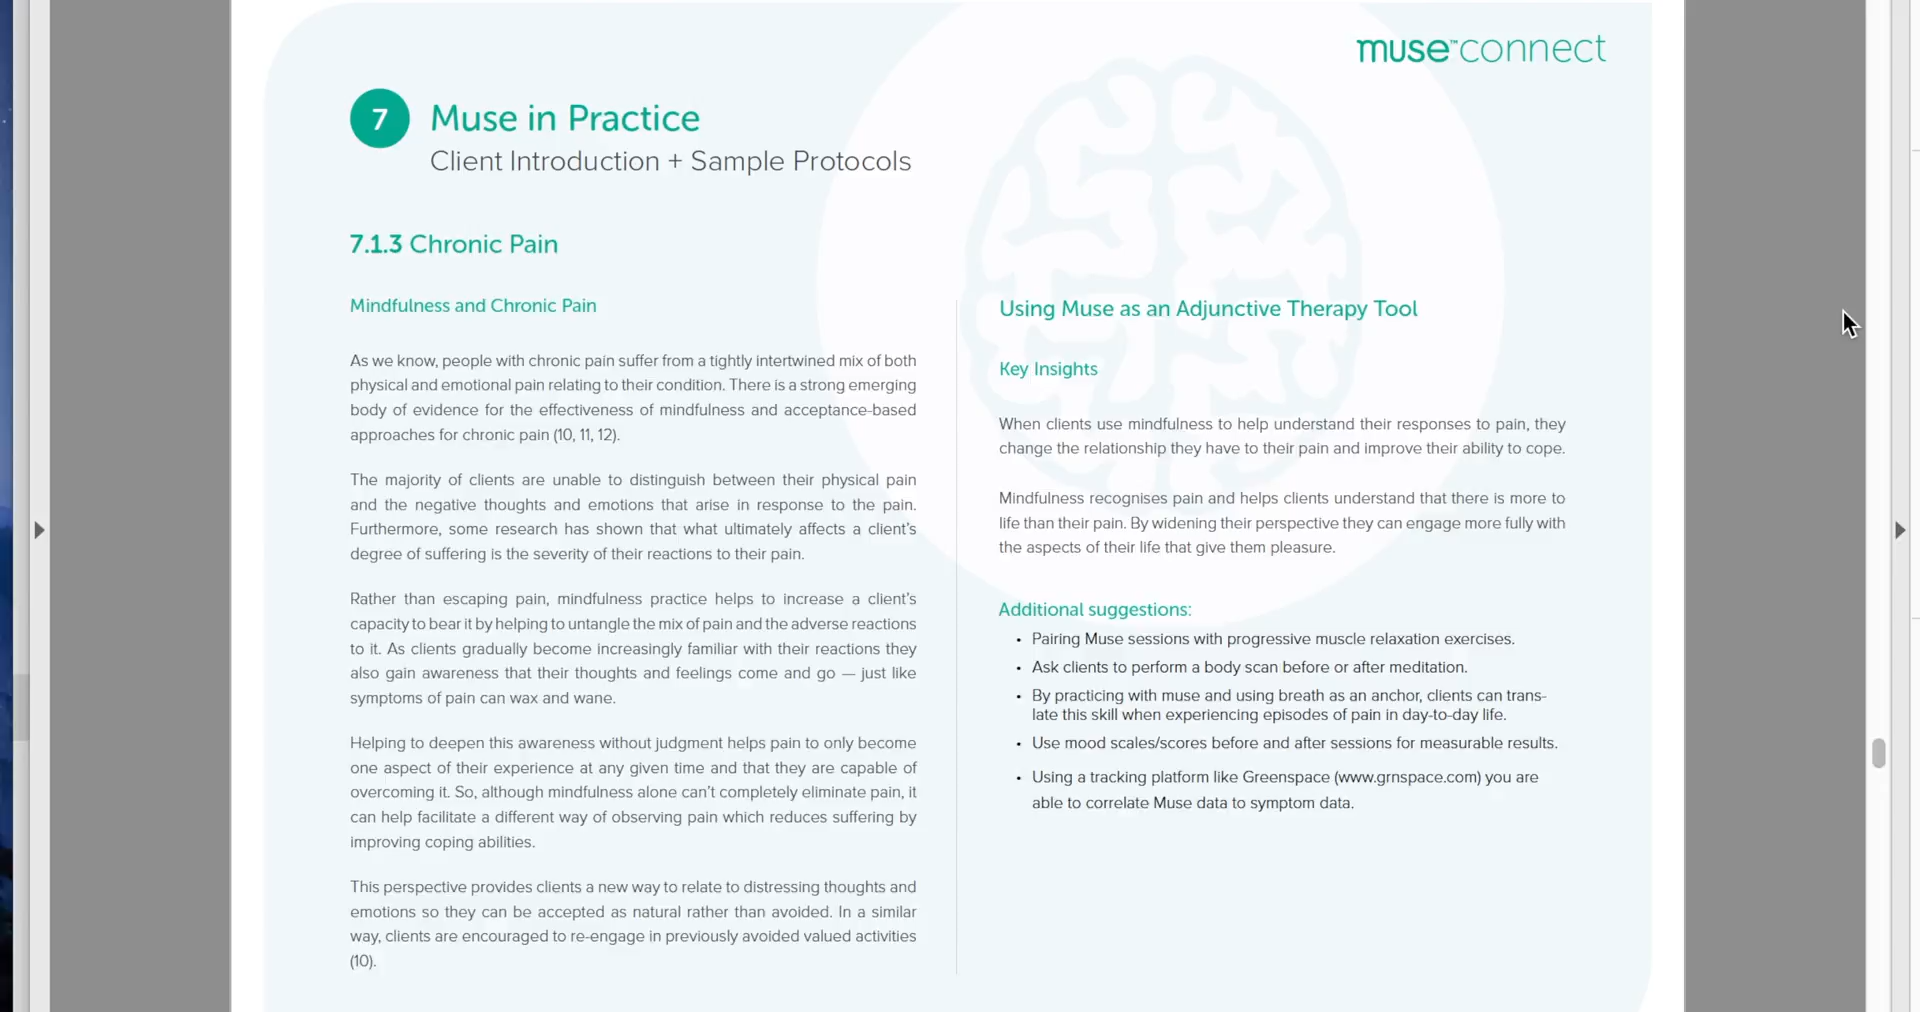 muse™connect
7
Muse in Practice
Client Introduction + Sample Protocols
7.1.3 Chronic Pain
Mindfulness and Chronic Pain
As we know, people with chronic pain suffer from a tightly intertwined mix of both
physical and emotional pain relating to their condition. There is a strong emerging
body of evidence for the effectiveness of mindfulness and acceptance-based
approaches for chronic pain (10, 11, 12).
The majority of clients are unable to distinguish between their physical pain
and the negative thoughts and emotions that arise in response to the pain.
Furthermore, some research has shown that what ultimately affects a client's
degree of suffering is the severity of their reactions to their pain.
Rather than escaping pain, mindfulness practice helps to increase a client's
capacity to bear it by helping to untangle the mix of pain and the adverse reactions
to it. As clients gradually become increasingly familiar with their reactions they
also gain awareness that their thoughts and feelings come and go — just like
symptoms of pain can wax and wane.
Helping to deepen this awareness without judgment helps pain to only become
one aspect of their experience at any given time and that they are capable of
overcoming it. So, although mindfulness alone can't completely eliminate pain, it
can help facilitate a different way of observing pain which reduces suffering by
improving coping abilities.
This perspective provides clients a new way to relate to distressing thoughts and
emotions so they can be accepted as natural rather than avoided. In a similar
way, clients are encouraged to re-engage in previously avoided valued activities
(10).
Using Muse as an Adjunctive Therapy Tool
Key Insights
When clients use mindfulness to help understand their responses to pain, they
change the relationship they have to their pain and improve their ability to cope.
Mindfulness recognises pain and helps clients understand that there is more to
life than their pain. By widening their perspective they can engage more fully with
the aspects of their life that give them pleasure.
Additional suggestions:
• Pairing Muse sessions with progressive muscle relaxation exercises.
• Ask clients to perform a body scan before or after meditation.
• By practicing with muse and using breath as an anchor, clients can trans-
late this skill when experiencing episodes of pain in day-to-day life.
• Use mood scales/scores before and after sessions for measurable results.
• Using a tracking platform like Greenspace (www.grnspace.com) you are
able to correlate Muse data to symptom data.